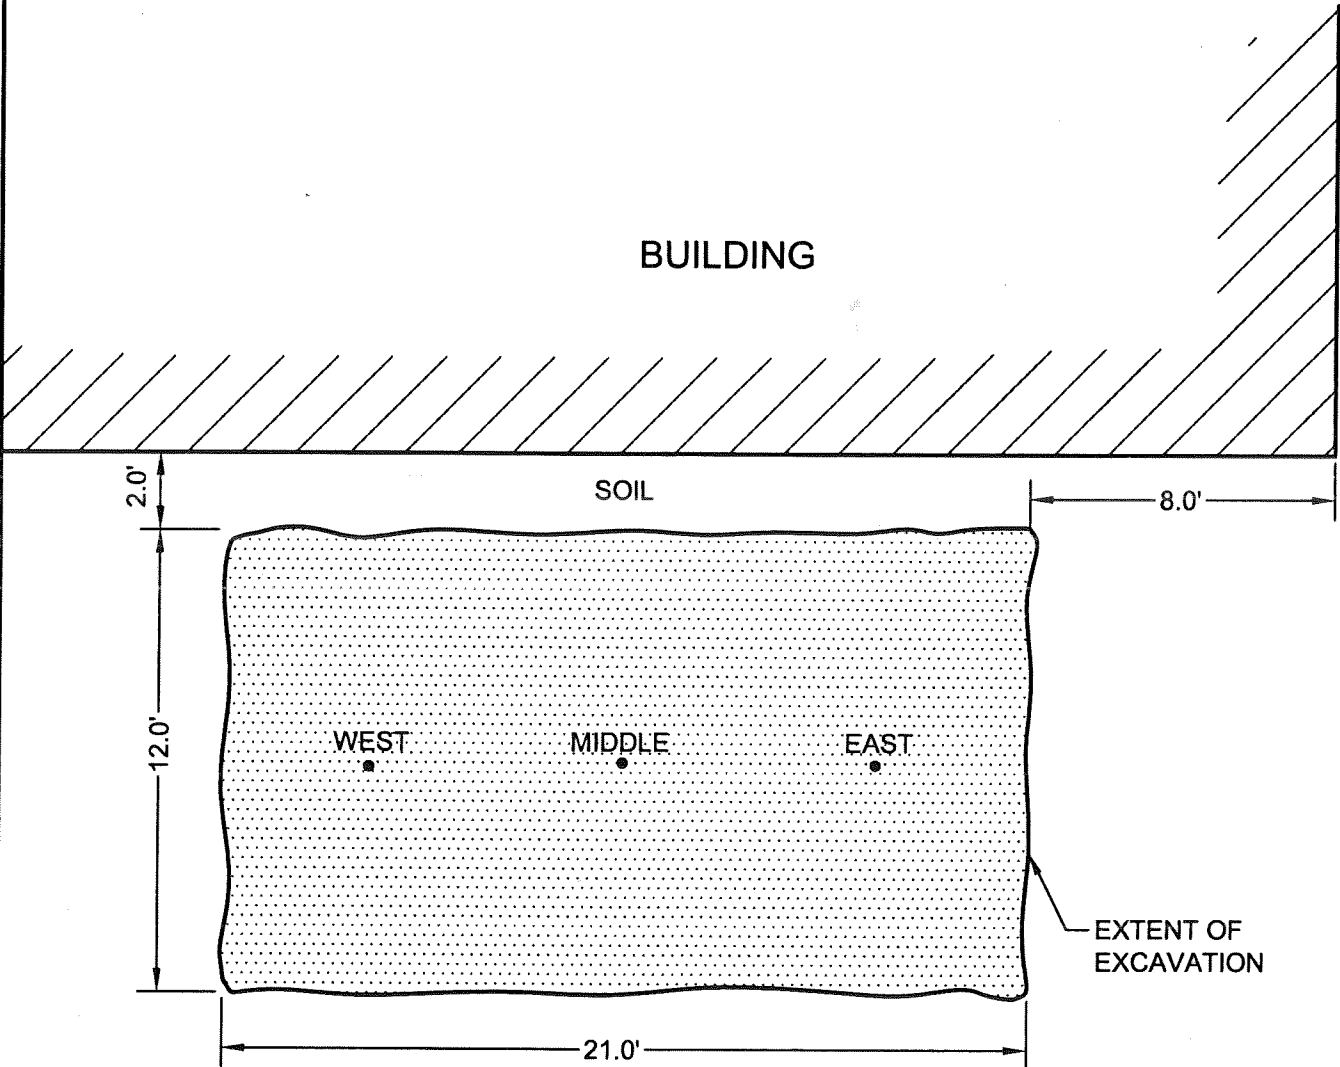 BUILDING
2.0'
SOIL
8.0'
12.0'
WEST
MIDDLE
EAST
EXTENT OF
EXCAVATION
21.0'